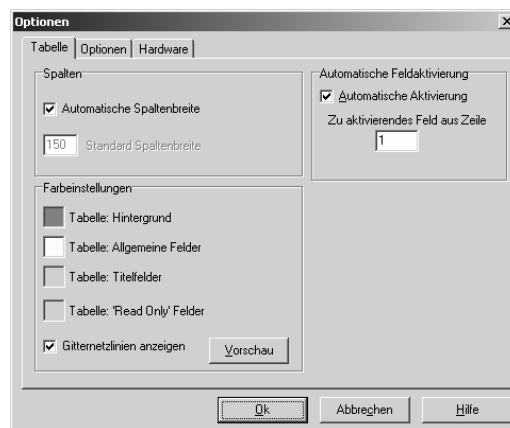 Optionen
Tabelle Optionen Hardware
Spalten
Automatische Spaltenbreite
150 Standard Spaltenbreite
Automatische Feldaktivierung
Automatische Aktivierung
Zu aktivierendes Feld aus Zeile
1
Farbeinstellungen
Tabelle: Hintergrund
Tabelle: Allgemeine Felder
Tabelle: Titelfelder
Tabelle: 'Read Only' Felder
Gitternetzlinien anzeigen Vorschau
Ok Abbrechen Hilfe